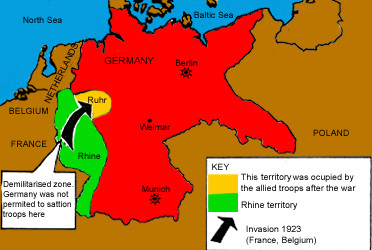 North Sea
Baltic Sea
NETHERLANDS
GERMANY
Berlin
Ruhr
BELGIUM
Weimar
POLAND
FRANCE
Rhine
Demilitarised zone.
Germany was not
permited to sattion
troops here
Munich
KEY
This territory was ocupied by
the allied troops after the war
Rhine territory
Invasion 1923
(France, Belgium)